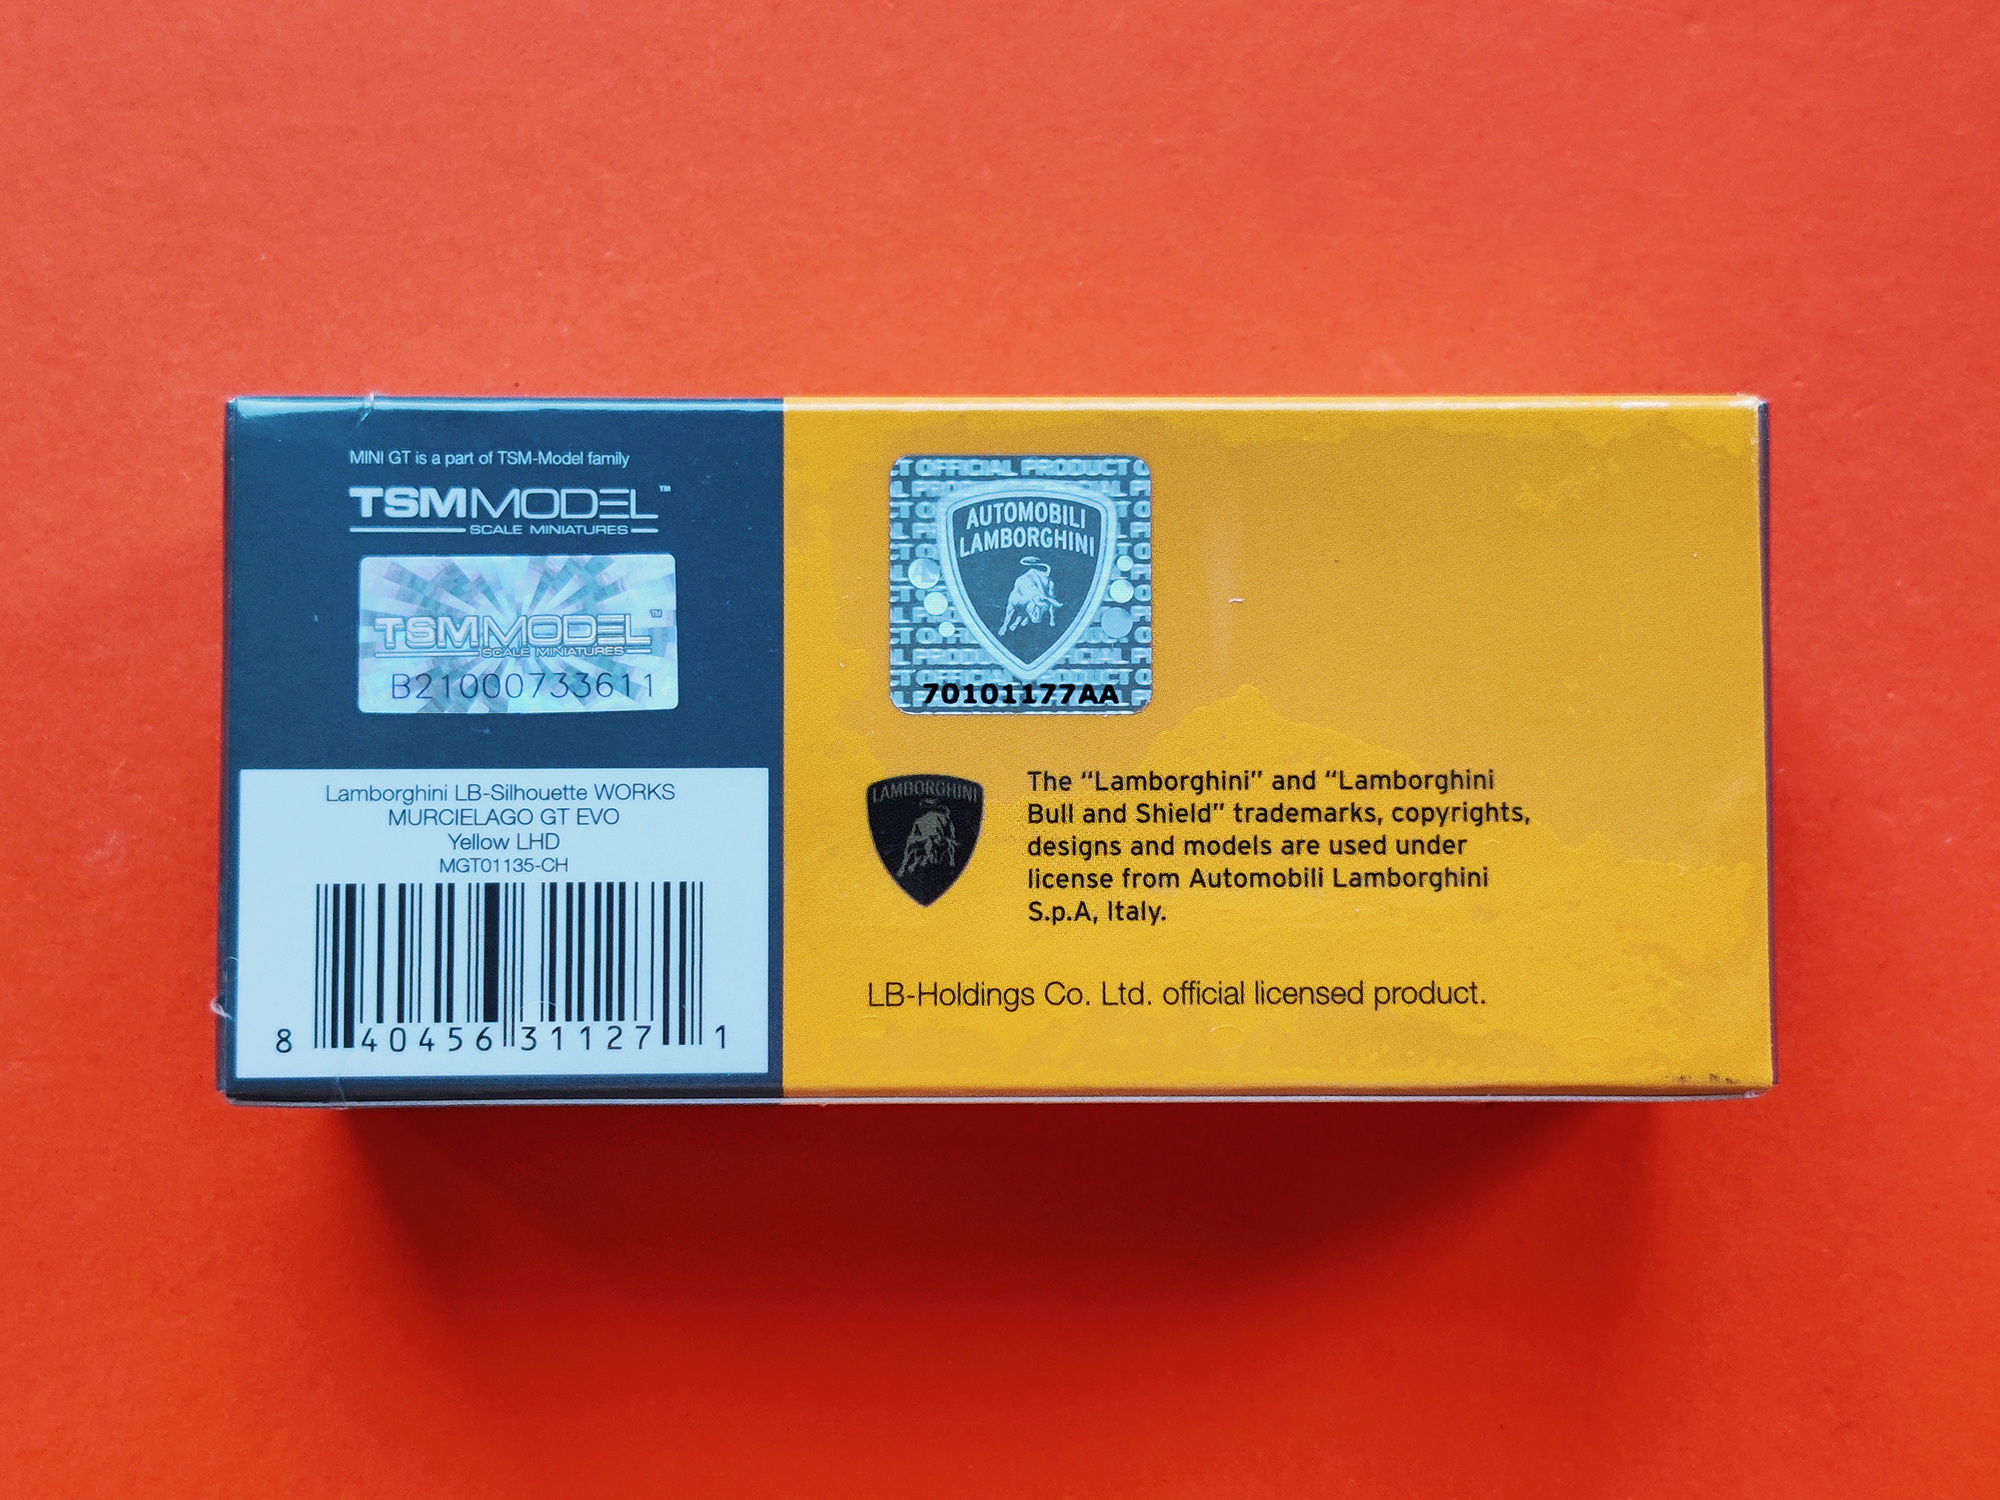 MINI GT is a part of TSM-Model family
TSMMODEL™
SCALE MINIATURES
TSMMODEL™
SCALE MINIATURES
B21000733611
Lamborghini LB-Silhouette WORKS
MURCIELAGO GT EVO
Yellow LHD
MGT01135-CH
8 40456 31127 1
CT OFFICIAL PRODUCT O
AUTOMOBILI
LAMBORGHINI
70101177AA
LAMBORGHINI
The “Lamborghini” and “Lamborghini
Bull and Shield” trademarks, copyrights,
designs and models are used under
license from Automobili Lamborghini
S.p.A, Italy.
LB-Holdings Co. Ltd. official licensed product.